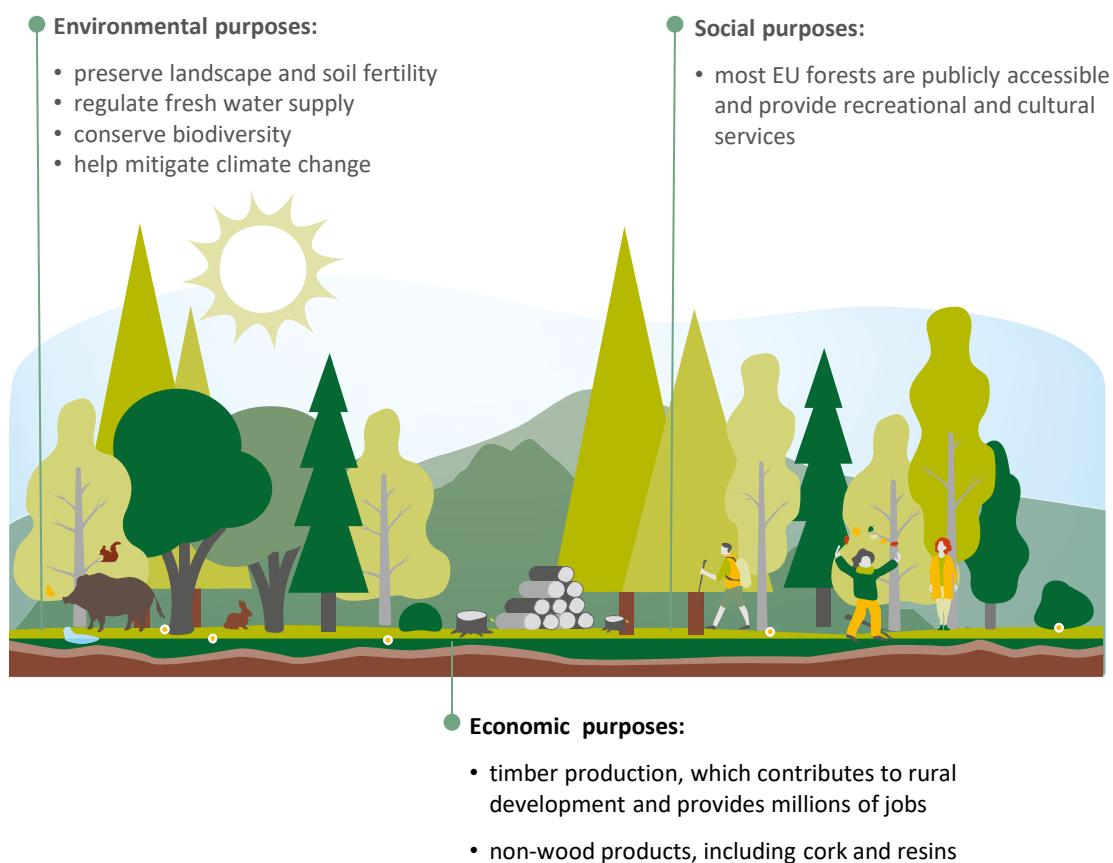 Environmental purposes:
• preserve landscape and soil fertility
• regulate fresh water supply
• conserve biodiversity
• help mitigate climate change
Social purposes:
• most EU forests are publicly accessible
and provide recreational and cultural
services
Economic purposes:
• timber production, which contributes to rural
development and provides millions of jobs
• non-wood products, including cork and resins